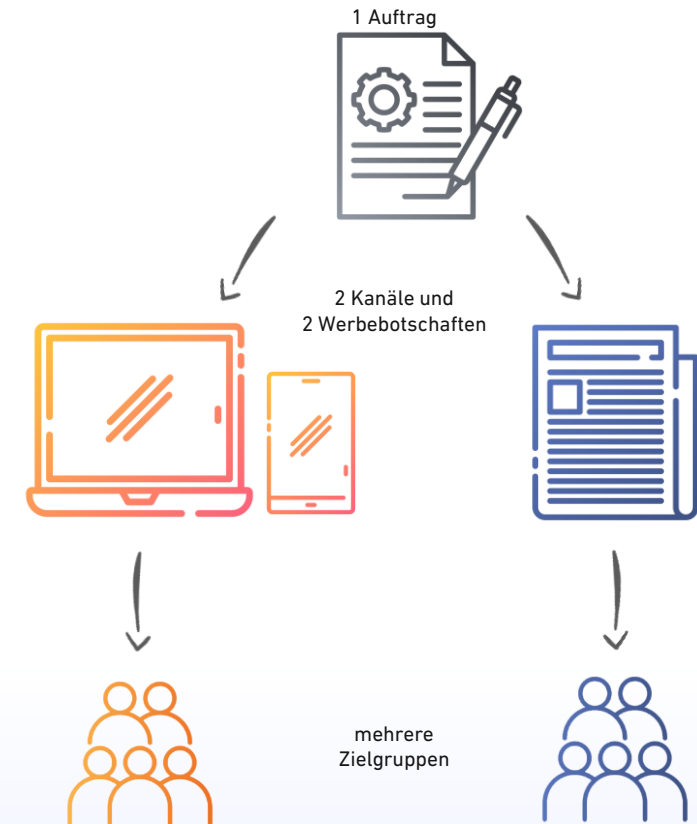 1 Auftrag
2 Kanäle und
2 Werbebotschaften
mehrere
Zielgruppen